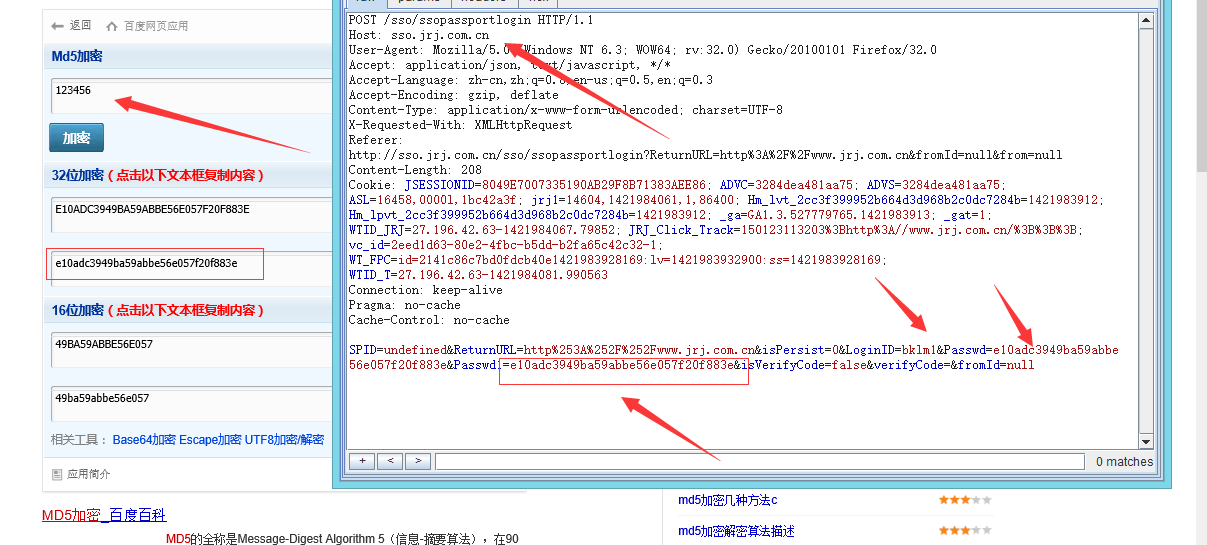 返回 百度网页应用
Md5加密
123456
加密
32位加密（点击以下文本框复制内容）
E10ADC3949BA59ABBE56E057F20F883E
e10adc3949ba59abbe56e057f20f883e
16位加密（点击以下文本框复制内容）
49BA59ABBE56E057
49ba59abbe56e057
相关工具： Base64加密 Escape加密 UTF8加密/解密
应用简介
MD5加密_百度百科
MD5的全称是Message-Digest Algorithm 5（信息-摘要算法），在90
POST /sso/ssopassportlogin HTTP/1.1
Host: sso.jrj.com.cn
User-Agent: Mozilla/5.0 (Windows NT 6.3; WOW64; rv:32.0) Gecko/20100101 Firefox/32.0
Accept: application/json, text/javascript, */*
Accept-Language: zh-cn,zh;q=0.8,en-us;q=0.5,en;q=0.3
Accept-Encoding: gzip, deflate
Content-Type: application/x-www-form-urlencoded; charset=UTF-8
X-Requested-With: XMLHttpRequest
Referer:
http://sso.jrj.com.cn/sso/ssopassportlogin?ReturnURL=http%3A%2F%2Fwww.jrj.com.cn&fromId=null&from=null
Content-Length: 208
Cookie: JSESSIONID=8049E7007335190AB29F8B71383AEE86; ADVC=3284dea481aa75; ADVS=3284dea481aa75;
ASL=16458,0000l,1bc42a3f; jrj1=14604,1421984061,1,86400; Hm_lvt_2cc3f399952b664d3d968b2c0dc7284b=1421983912;
Hm_lpvt_2cc3f399952b664d3d968b2c0dc7284b=1421983912; _ga=GA1.3.527779765.1421983913; _gat=1;
WTID_JRJ=27.196.42.63-1421984067.79852; JRJ_Click_Track=150123113203%3Bhttp%3A//www.jrj.com.cn/%3B%3B%3B;
vc_id=2eed1d63-80e2-4fbc-b5dd-b2fa65c42c32-1;
WT_FPC=id=2141c86c7bd0fdcb40e1421983928169:lv=1421983932900:ss=1421983928169;
WTID_T=27.196.42.63-1421984081.990563
Connection: keep-alive
Pragma: no-cache
Cache-Control: no-cache
SPID=undefined&ReturnURL=http%253A%252F%252Fwww.jrj.com.cn&isPersist=0&LoginID=bklm1&Passwd=e10adc3949ba59abbe
56e057f20f883e&Passwd1=e10adc3949ba59abbe56e057f20f883e&isVerifyCode=false&verifyCode=&fromId=null
+ < > 0 matches
md5加密几种方法c
md5加密解密算法描述